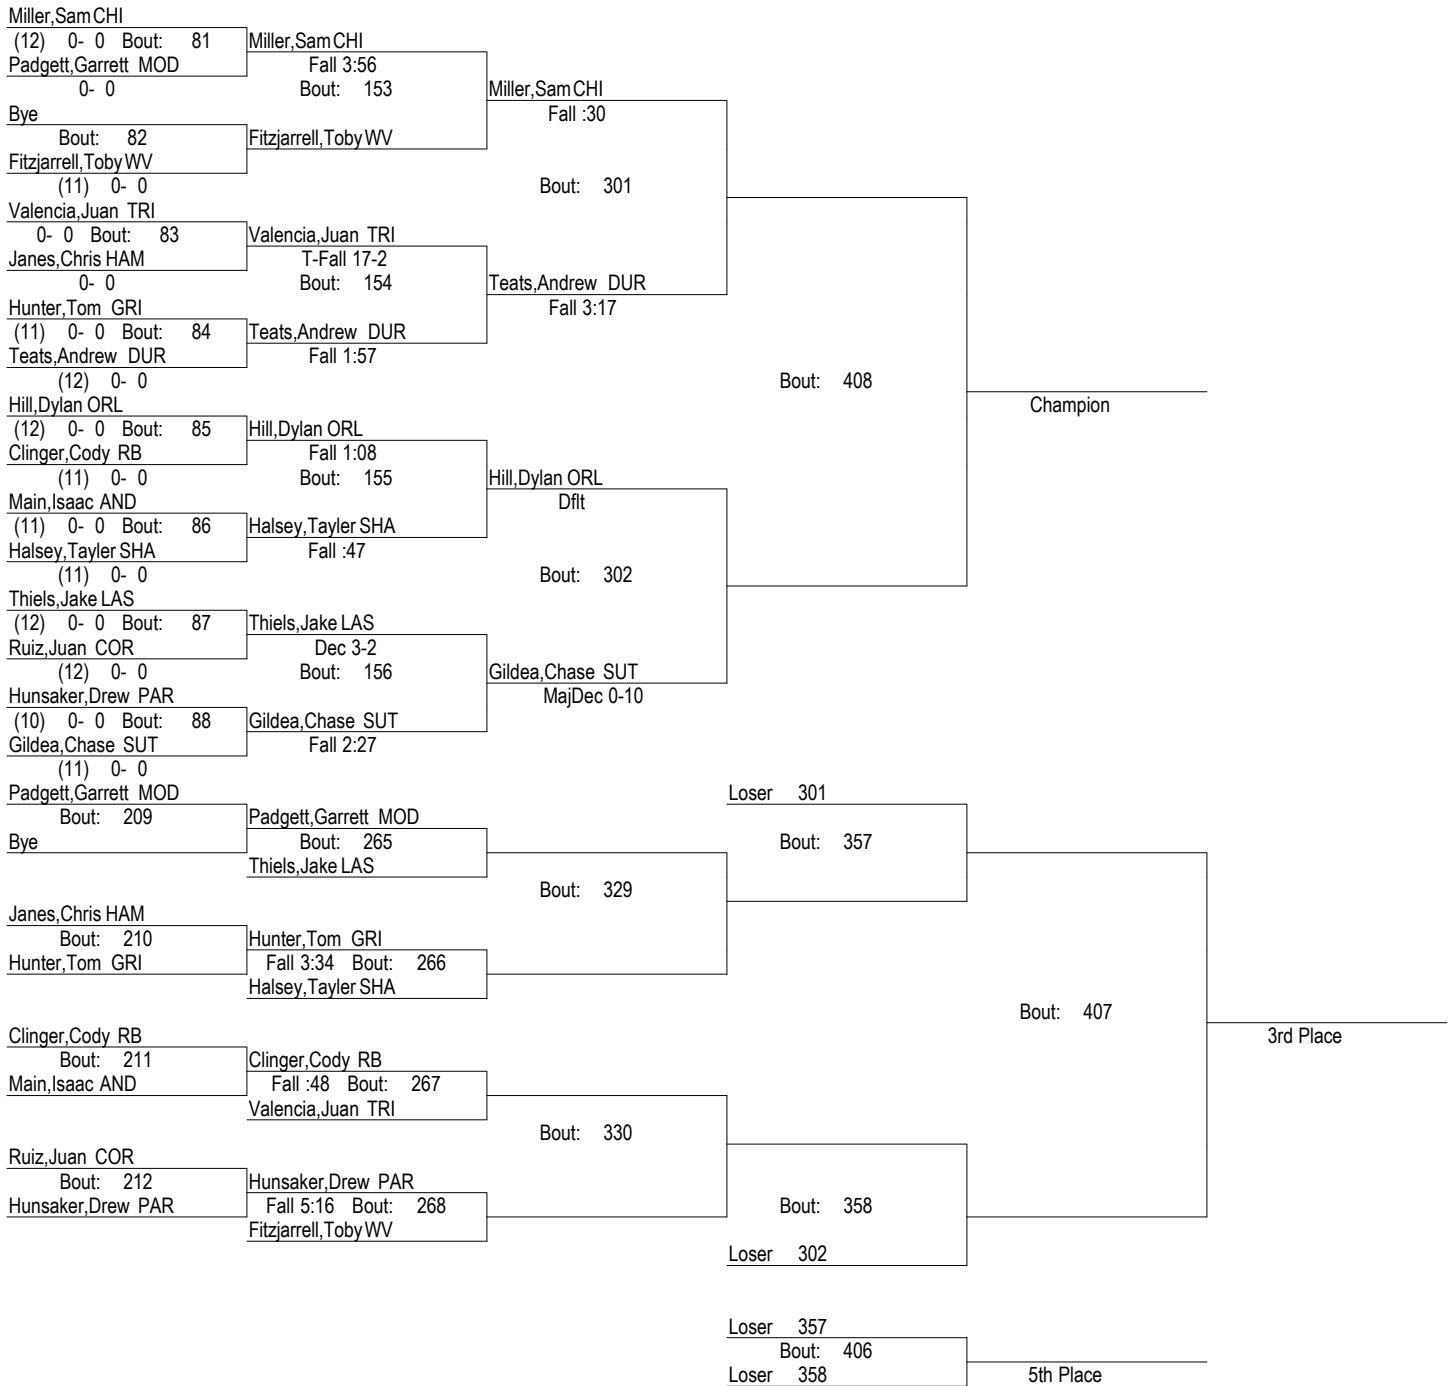 Miller,Sam CHI
(12) 0- 0 Bout: 81 Miller,Sam CHI
Padgett,Garrett MOD Fall 3:56
0- 0 Bout: 153 Miller,Sam CHI
Bye Fall :30
Bout: 82 Fitzjarrell,Toby WV
Fitzjarrell,Toby WV
(11) 0- 0 Bout: 301
Valencia,Juan TRI
0- 0 Bout: 83 Valencia,Juan TRI
Janes,Chris HAM T-Fall 17-2
0- 0 Bout: 154 Teats,Andrew DUR
Hunter,Tom GRI Fall 3:17
(11) 0- 0 Bout: 84 Teats,Andrew DUR
Teats,Andrew DUR Fall 1:57
(12) 0- 0 Bout: 408
Hill,Dylan ORL Champion
(12) 0- 0 Bout: 85 Hill,Dylan ORL
Clinger,Cody RB Fall 1:08
(11) 0- 0 Bout: 155 Hill,Dylan ORL
Main,Isaac AND Dflt
(11) 0- 0 Bout: 86 Halsey,Tayler SHA
Halsey,Tayler SHA Fall :47
(11) 0- 0 Bout: 302
Thiels,Jake LAS
(12) 0- 0 Bout: 87 Thiels,Jake LAS
Ruiz,Juan COR Dec 3-2
(12) 0- 0 Bout: 156 Gildea,Chase SUT
Hunsaker,Drew PAR MajDec 0-10
(10) 0- 0 Bout: 88 Gildea,Chase SUT
Gildea,Chase SUT Fall 2:27
(11) 0- 0
Padgett,Garrett MOD Loser 301
Bout: 209 Padgett,Garrett MOD
Bye Bout: 265 Bout: 357
Thiels,Jake LAS
Bout: 329
Janes,Chris HAM
Bout: 210 Hunter,Tom GRI
Hunter,Tom GRI Fall 3:34 Bout: 266
Halsey,Tayler SHA
Bout: 407
Clinger,Cody RB 3rd Place
Bout: 211 Clinger,Cody RB
Main,Isaac AND Fall :48 Bout: 267
Valencia,Juan TRI
Bout: 330
Ruiz,Juan COR
Bout: 212 Hunsaker,Drew PAR
Hunsaker,Drew PAR Fall 5:16 Bout: 268 Bout: 358
Fitzjarrell,Toby WV
Loser 302
Loser 357
Bout: 406
Loser 358 5th Place